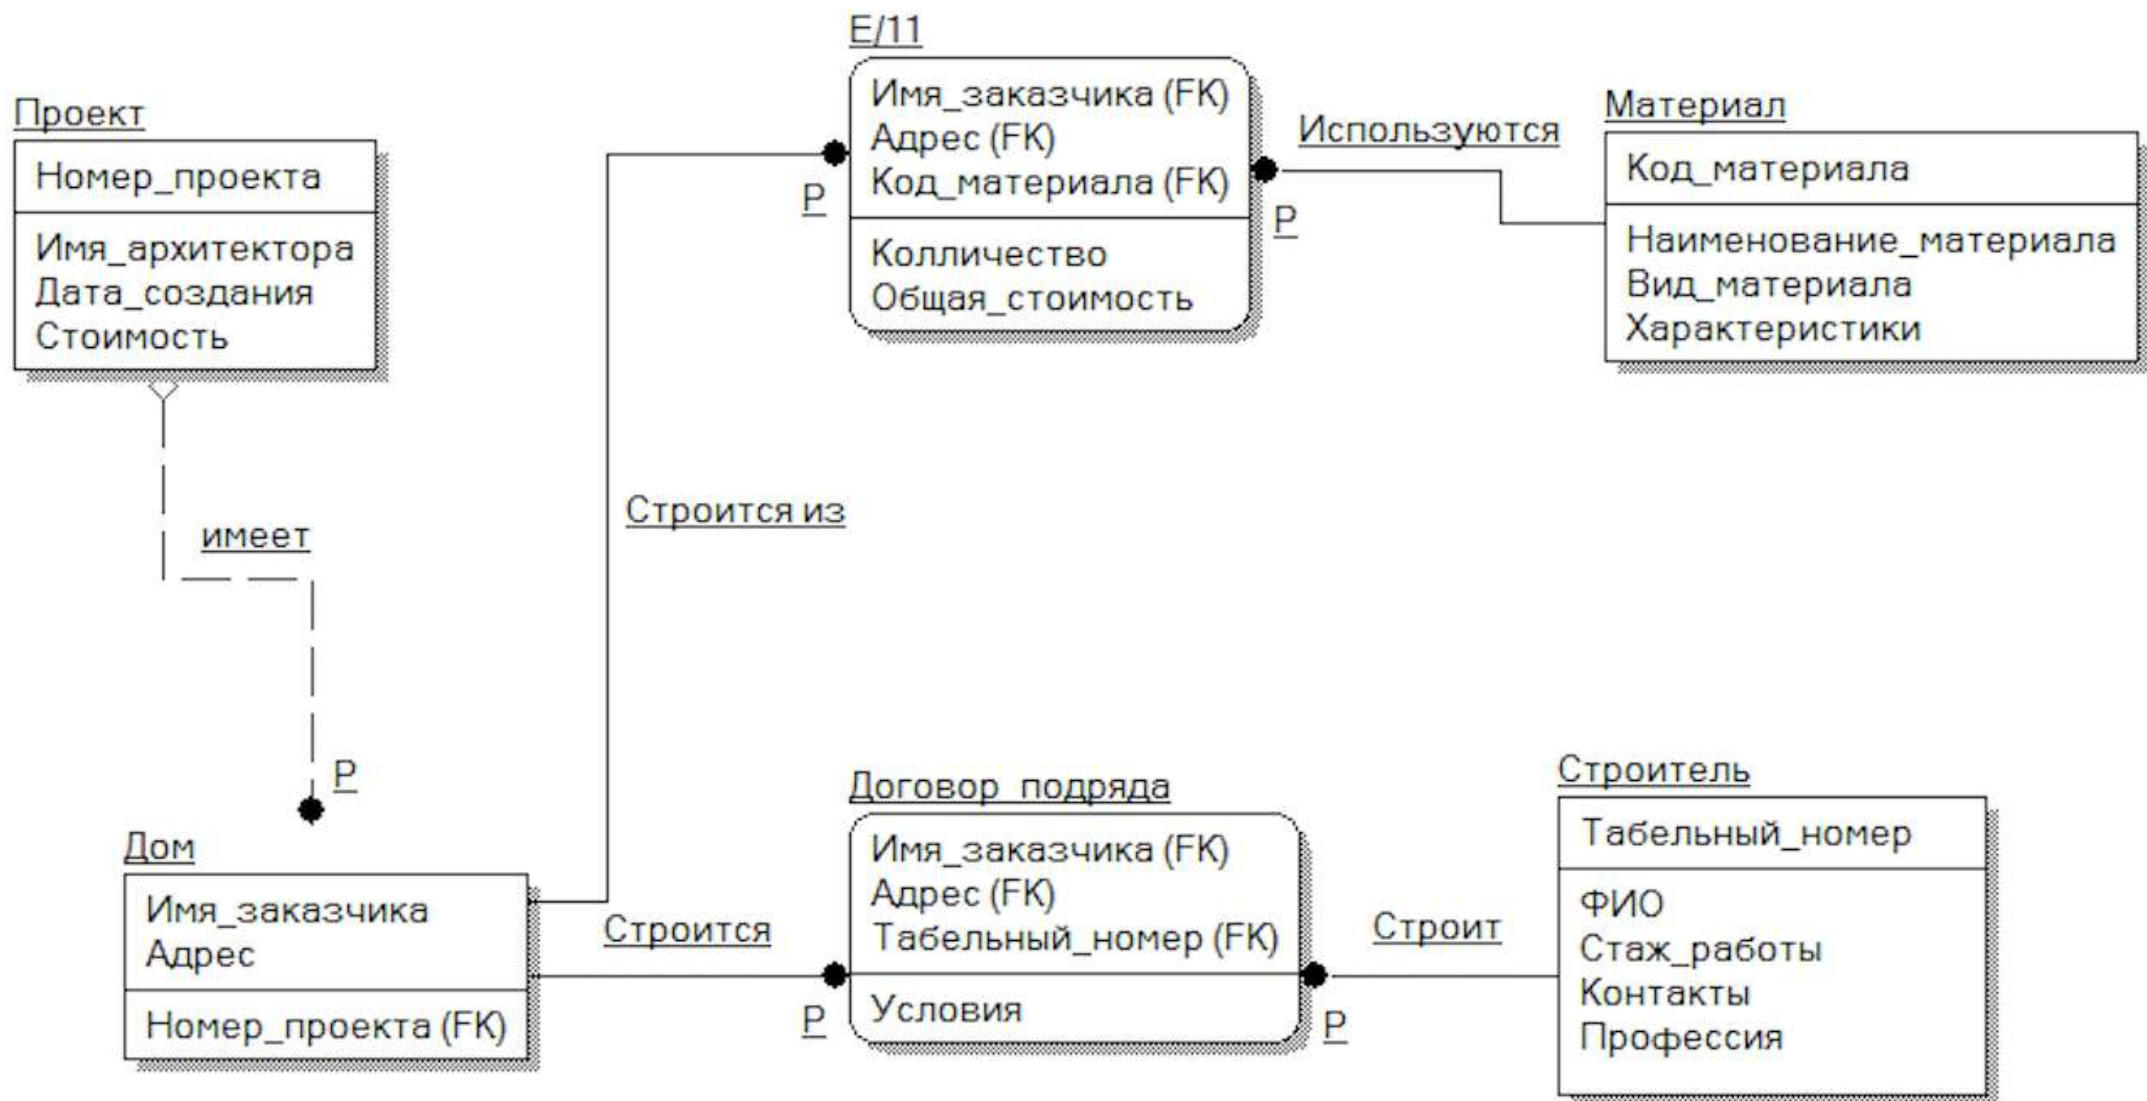 Проект
Номер_проекта
Имя_архитектора
Дата_создания
Стоимость
Е/11
Имя_заказчика (FK)
Адрес (FK)
Код_материала (FK)
Колличество
Общая_стоимость
Р
Используются
Р
Материал
Код_материала
Наименование_материала
Вид_материала
Характеристики
имеет
Р
Строится из
Дом
Имя_заказчика
Адрес
Номер_проекта (FK)
Строится
Р
Договор_подряда
Имя_заказчика (FK)
Адрес (FK)
Табельный_номер (FK)
Условия
Строит
Р
Строитель
Табельный_номер
ФИО
Стаж_работы
Контакты
Профессия